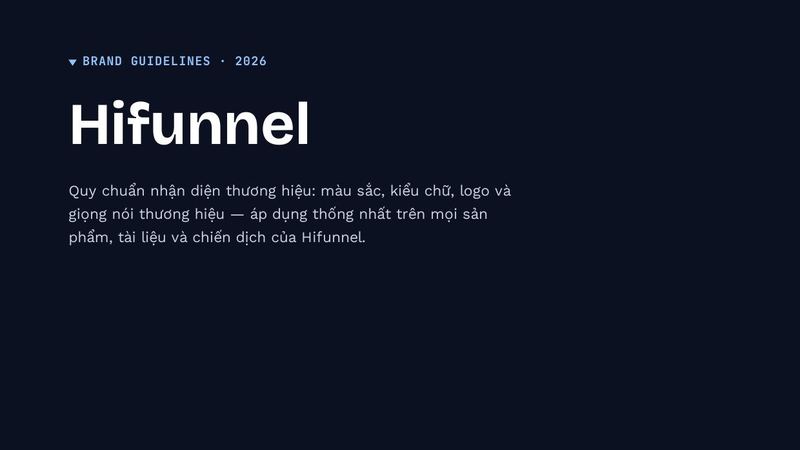 BRAND GUIDELINES · 2026
Hifunnel
Quy chuẩn nhận diện thương hiệu: màu sắc, kiểu chữ, logo và
giọng nói thương hiệu — áp dụng thống nhất trên mọi sản
phẩm, tài liệu và chiến dịch của Hifunnel.